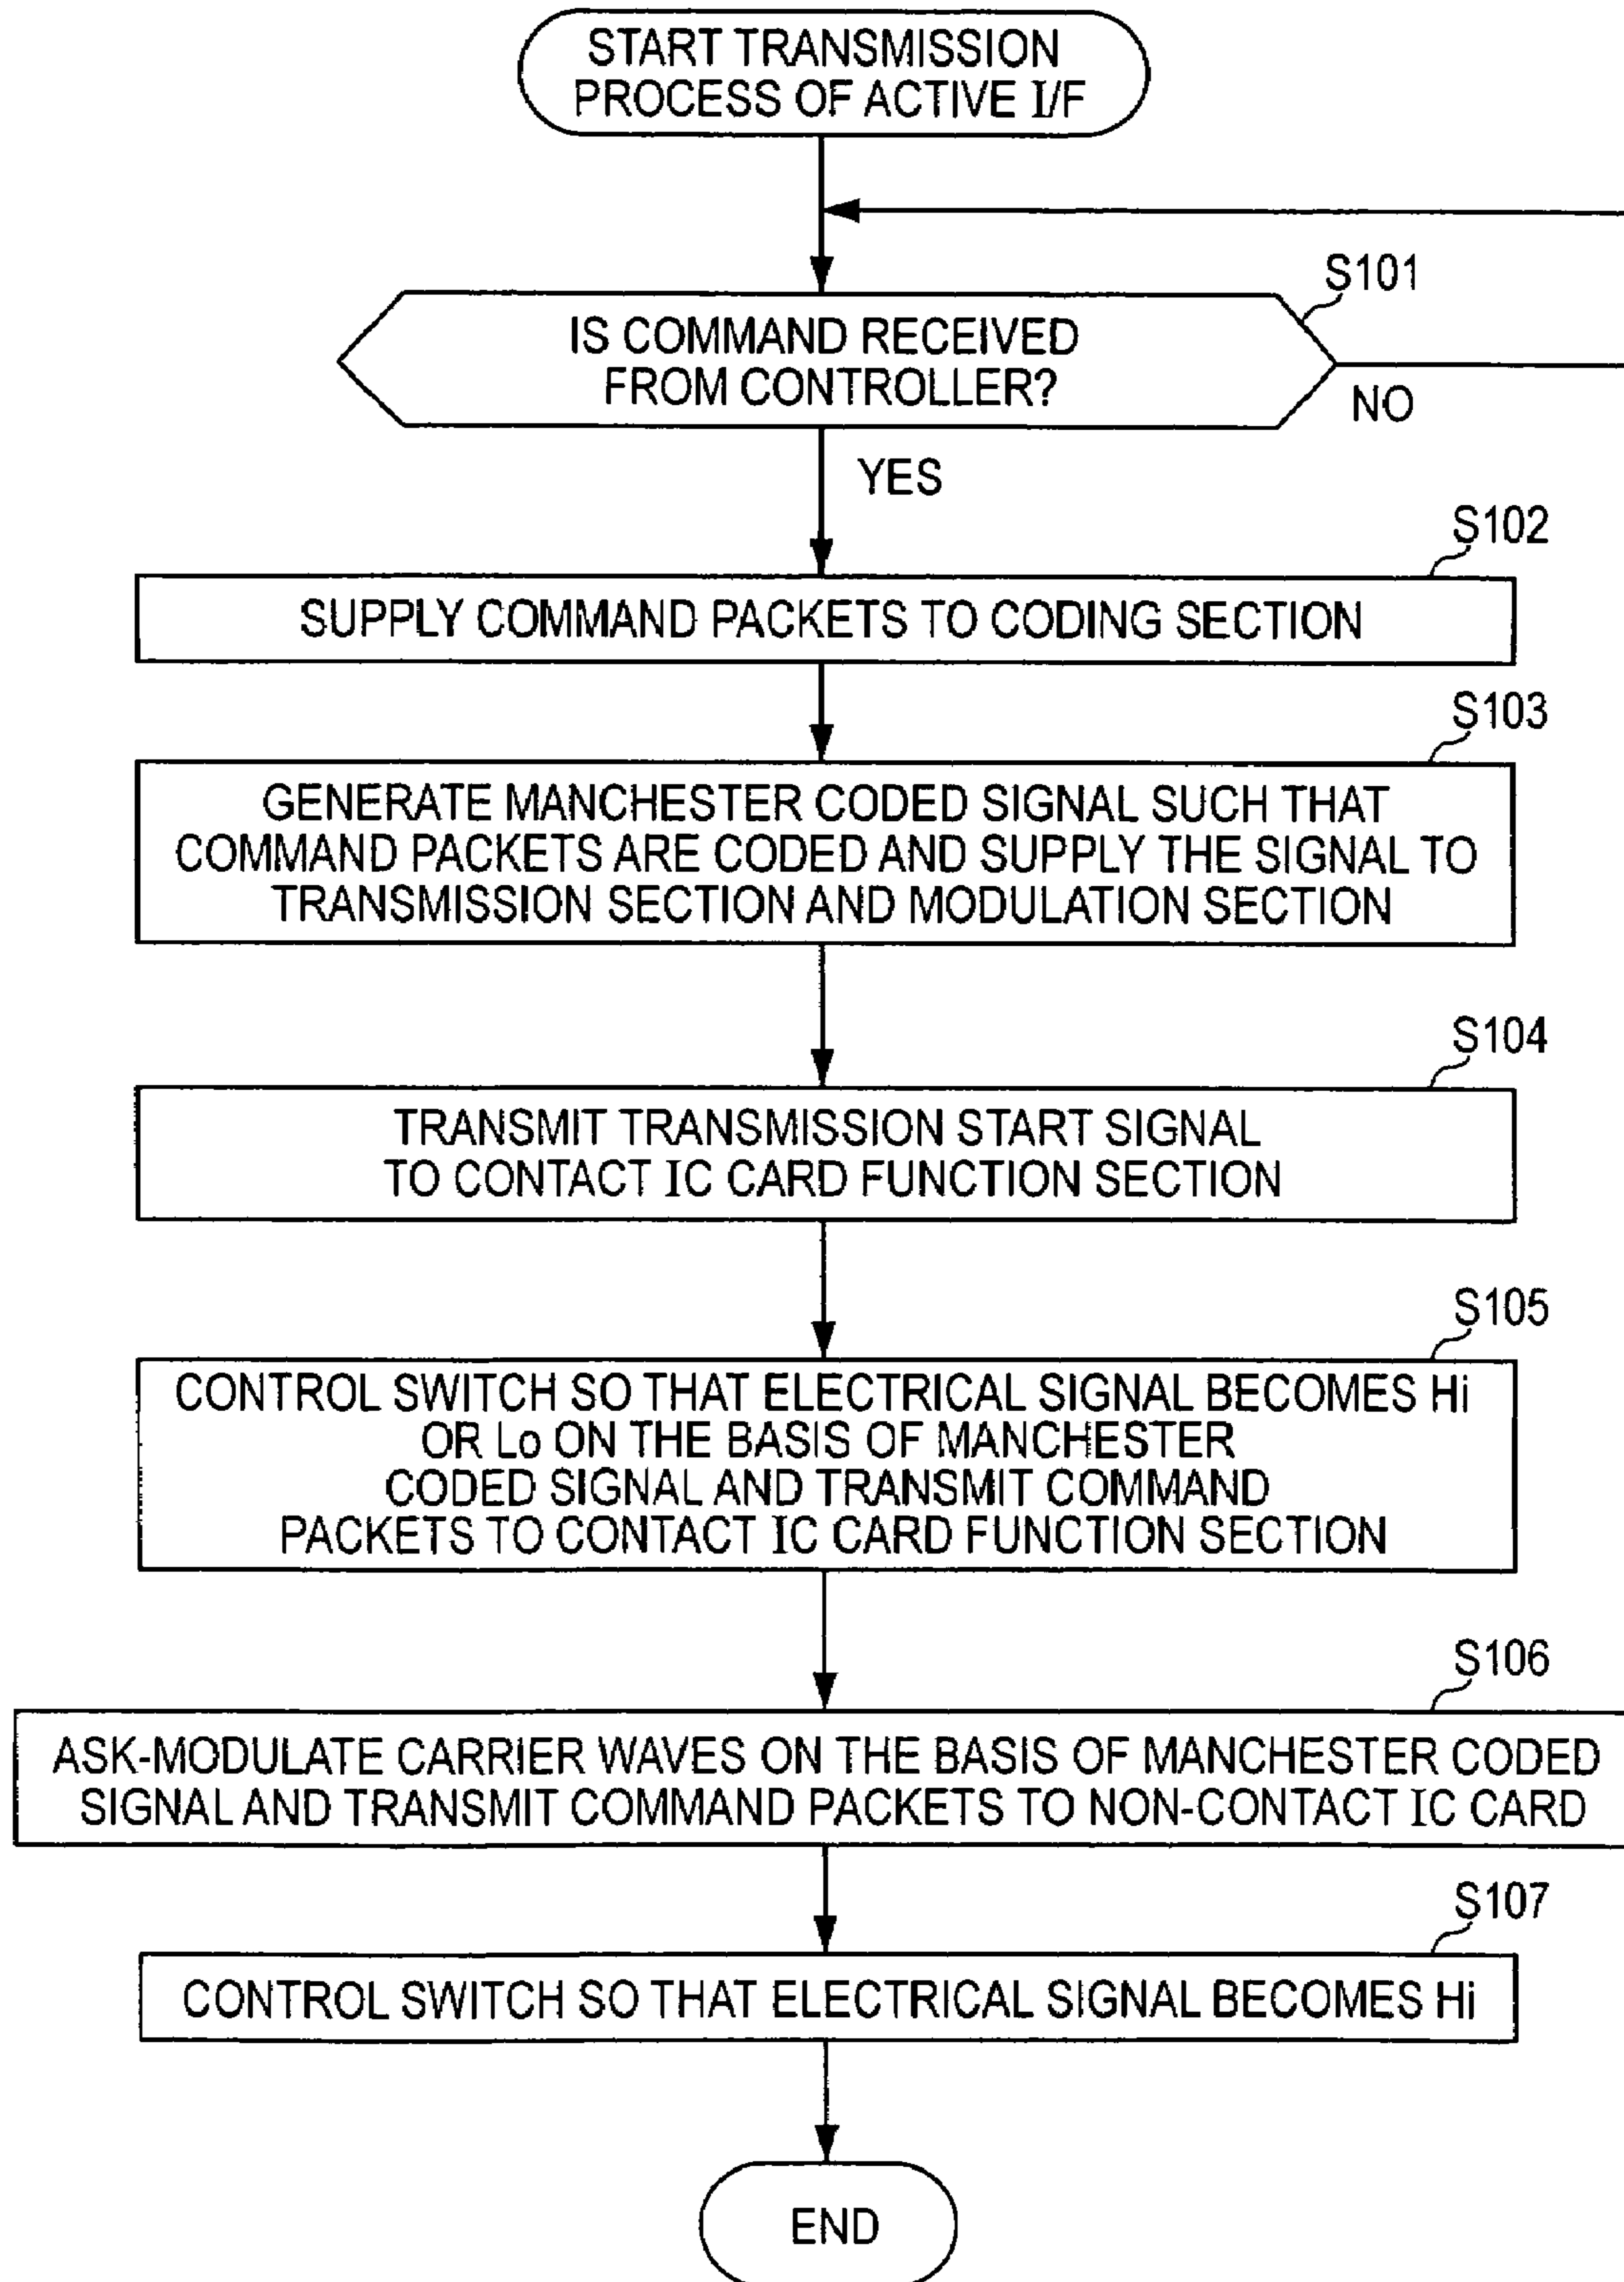 START TRANSMISSION
PROCESS OF ACTIVE I/F
S101
IS COMMAND RECEIVED
FROM CONTROLLER?
NO
YES
S102
SUPPLY COMMAND PACKETS TO CODING SECTION
S103
GENERATE MANCHESTER CODED SIGNAL SUCH THAT
COMMAND PACKETS ARE CODED AND SUPPLY THE SIGNAL TO
TRANSMISSION SECTION AND MODULATION SECTION
S104
TRANSMIT TRANSMISSION START SIGNAL
TO CONTACT IC CARD FUNCTION SECTION
S105
CONTROL SWITCH SO THAT ELECTRICAL SIGNAL BECOMES Hi
OR Lo ON THE BASIS OF MANCHESTER
CODED SIGNAL AND TRANSMIT COMMAND
PACKETS TO CONTACT IC CARD FUNCTION SECTION
S106
ASK-MODULATE CARRIER WAVES ON THE BASIS OF MANCHESTER CODED
SIGNAL AND TRANSMIT COMMAND PACKETS TO NON-CONTACT IC CARD
S107
CONTROL SWITCH SO THAT ELECTRICAL SIGNAL BECOMES Hi
END